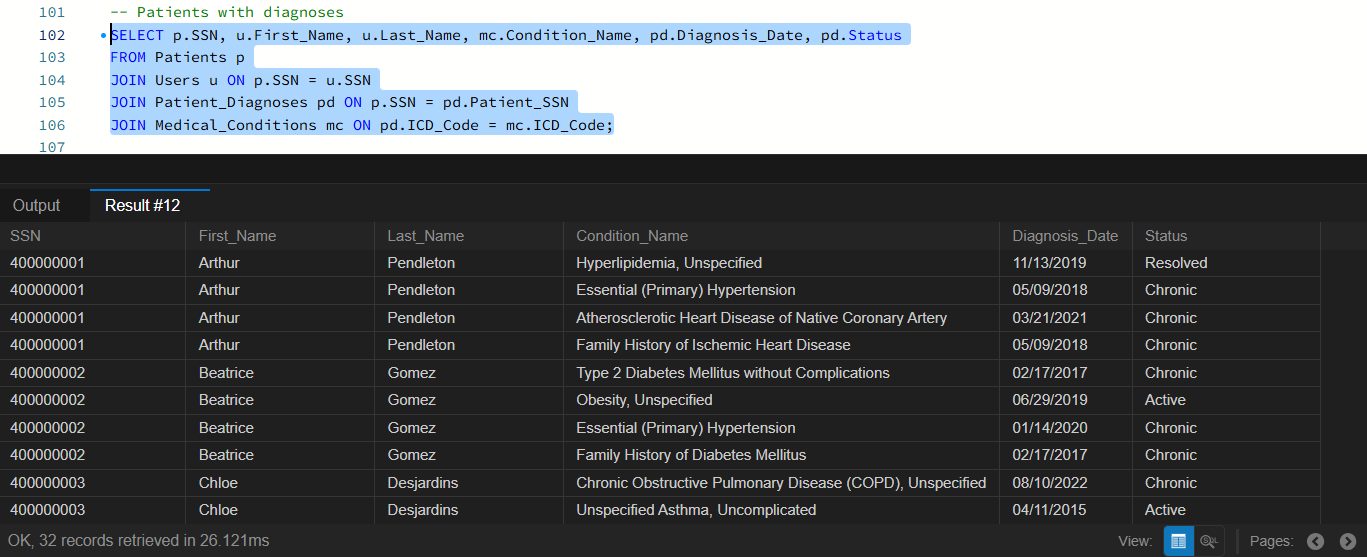 101 -- Patients with diagnoses
102 SELECT p.SSN, u.First_Name, u.Last_Name, mc.Condition_Name, pd.Diagnosis_Date, pd.Status
103 FROM Patients p
104 JOIN Users u ON p.SSN = u.SSN
105 JOIN Patient_Diagnoses pd ON p.SSN = pd.Patient_SSN
106 JOIN Medical_Conditions mc ON pd.ICD_Code = mc.ICD_Code;
107
Output Result #12
SSN First_Name Last_Name Condition_Name Diagnosis_Date Status
400000001 Arthur Pendleton Hyperlipidemia, Unspecified 11/13/2019 Resolved
400000001 Arthur Pendleton Essential (Primary) Hypertension 05/09/2018 Chronic
400000001 Arthur Pendleton Atherosclerotic Heart Disease of Native Coronary Artery 03/21/2021 Chronic
400000001 Arthur Pendleton Family History of Ischemic Heart Disease 05/09/2018 Chronic
400000002 Beatrice Gomez Type 2 Diabetes Mellitus without Complications 02/17/2017 Chronic
400000002 Beatrice Gomez Obesity, Unspecified 06/29/2019 Active
400000002 Beatrice Gomez Essential (Primary) Hypertension 01/14/2020 Chronic
400000002 Beatrice Gomez Family History of Diabetes Mellitus 02/17/2017 Chronic
400000003 Chloe Desjardins Chronic Obstructive Pulmonary Disease (COPD), Unspecified 08/10/2022 Chronic
400000003 Chloe Desjardins Unspecified Asthma, Uncomplicated 04/11/2015 Active
OK, 32 records retrieved in 26.121ms View: SQL Pages: